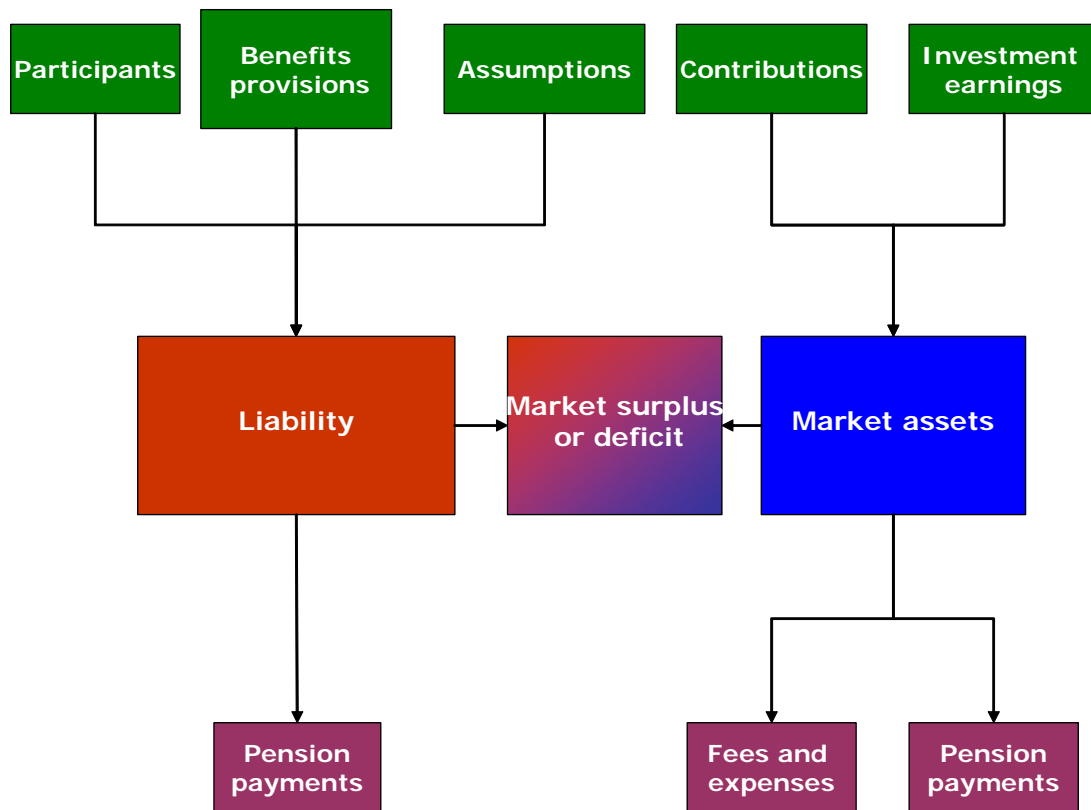 Participants
Benefits
provisions
Assumptions
Contributions
Investment
earnings
Liability
Market surplus
or deficit
Market assets
Pension
payments
Fees and
expenses
Pension
payments